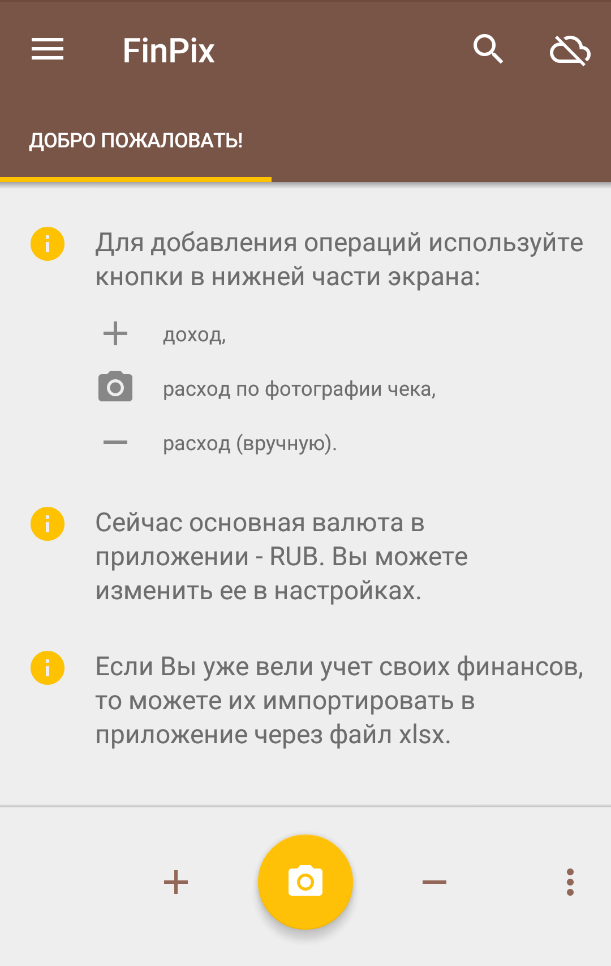 FinPix
ДОБРО ПОЖАЛОВАТЬ!
Для добавления операций используйте
кнопки в нижней части экрана:
доход,
расход по фотографии чека,
расход (вручную).
Сейчас основная валюта в
приложении - RUB. Вы можете
изменить ее в настройках.
Если Вы уже вели учет своих финансов,
то можете их импортировать в
приложение через файл xlsx.